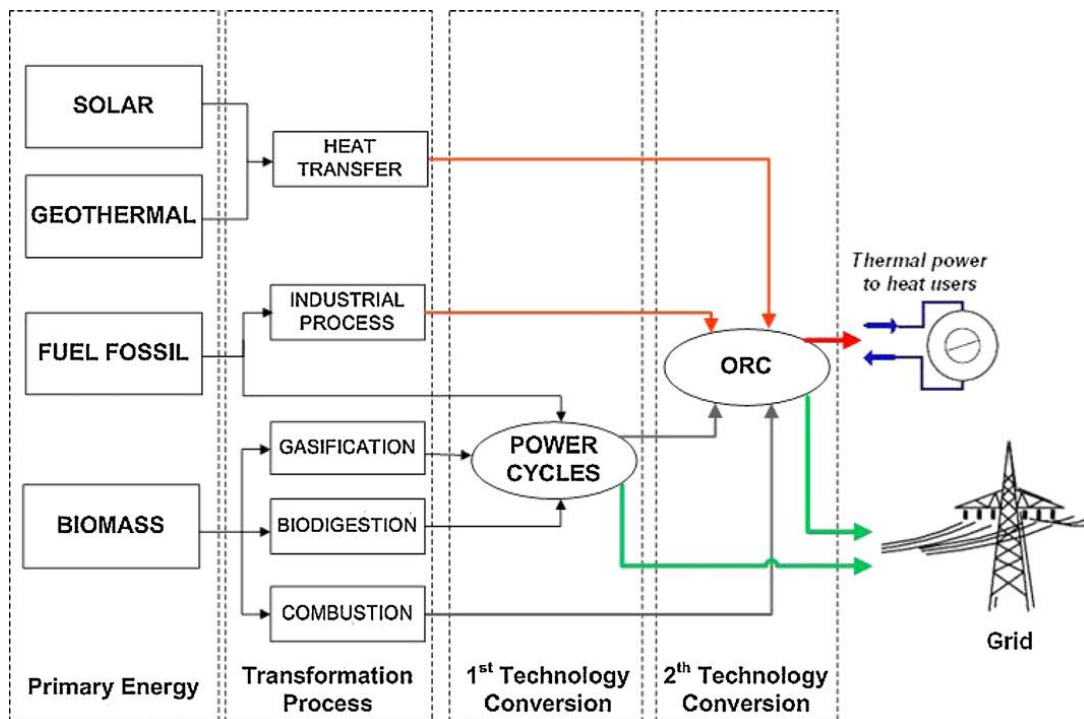 SOLAR
GEOTHERMAL
FUEL FOSSIL
BIOMASS
Primary Energy
HEAT
TRANSFER
INDUSTRIAL
PROCESS
GASIFICATION
BIODIGESTION
COMBUSTION
Transformation
Process
POWER
CYCLES
1st Technology
Conversion
ORC
2th Technology
Conversion
Thermal power
to heat users
Grid